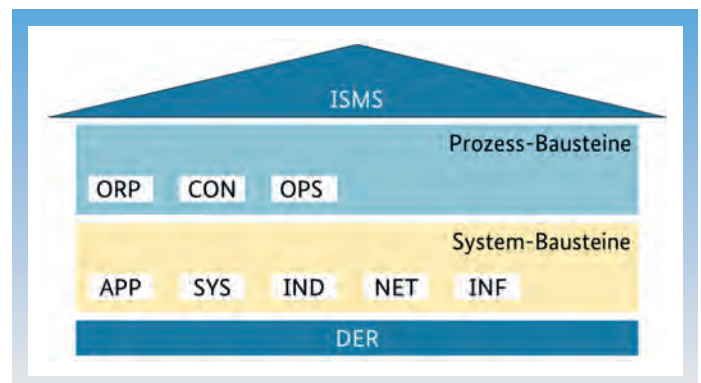 ISMS
Prozess-Bausteine
ORP CON OPS
System-Bausteine
APP SYS IND NET INF
DER